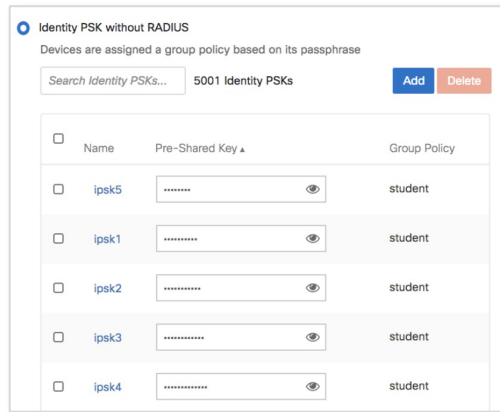 Identity PSK without RADIUS
Devices are assigned a group policy based on its passphrase
Search Identity PSKs... 5001 Identity PSKs Add Delete
Name Pre-Shared Key ▴ Group Policy
ipsk5 •••••••• student
ipsk1 •••••••••• student
ipsk2 ••••••••••• student
ipsk3 •••••••••••• student
ipsk4 ••••••••••••• student